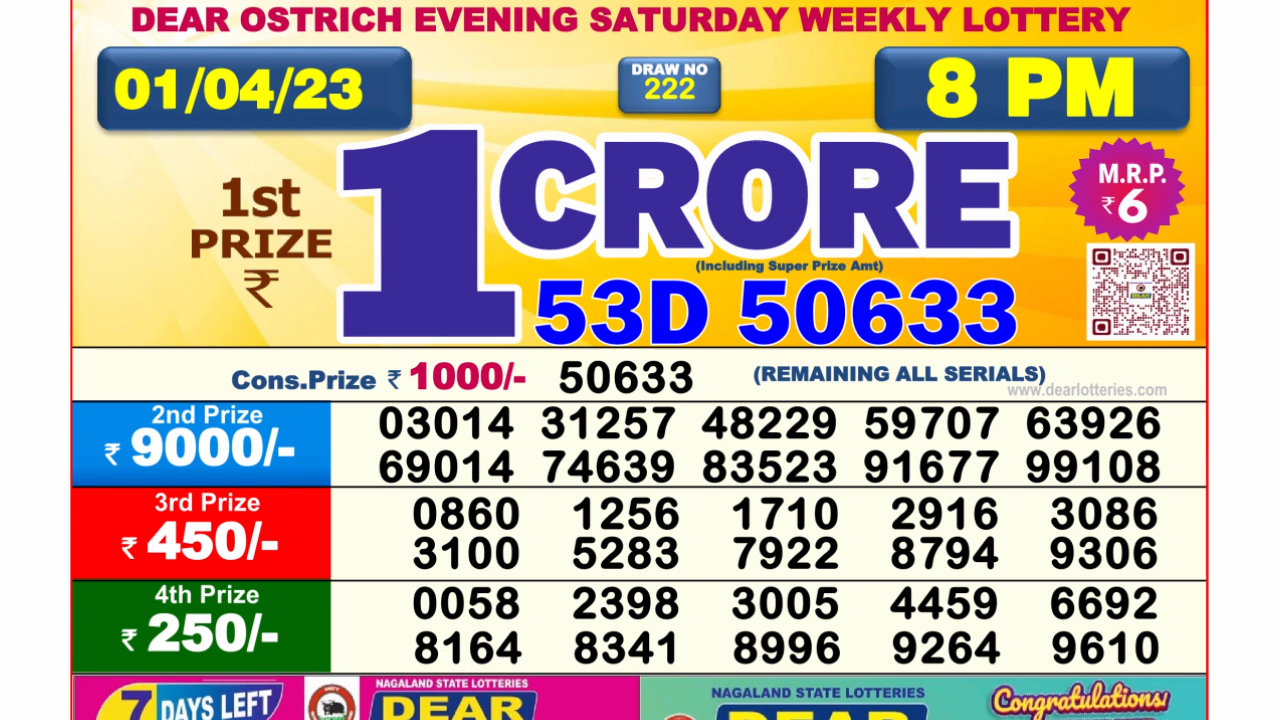 DEAR OSTRICH EVENING SATURDAY WEEKLY LOTTERY
01/04/23
DRAW NO
222
8 PM
1st
PRIZE
₹
1 CRORE
(Including Super Prize Amt)
53D 50633
M.R.P.
₹ 6
Cons.Prize ₹ 1000/- 50633 (REMAINING ALL SERIALS)
www.dearlotteries.com
2nd Prize
₹ 9000/-
03014 31257 48229 59707 63926
69014 74639 83523 91677 99108
3rd Prize
₹ 450/-
0860 1256 1710 2916 3086
3100 5283 7922 8794 9306
4th Prize
₹ 250/-
0058 2398 3005 4459 6692
8164 8341 8996 9264 9610
7 DAYS LEFT
NAGALAND STATE LOTTERIES
DEAR
NAGALAND STATE LOTTERIES
DEAR
Congratulations!